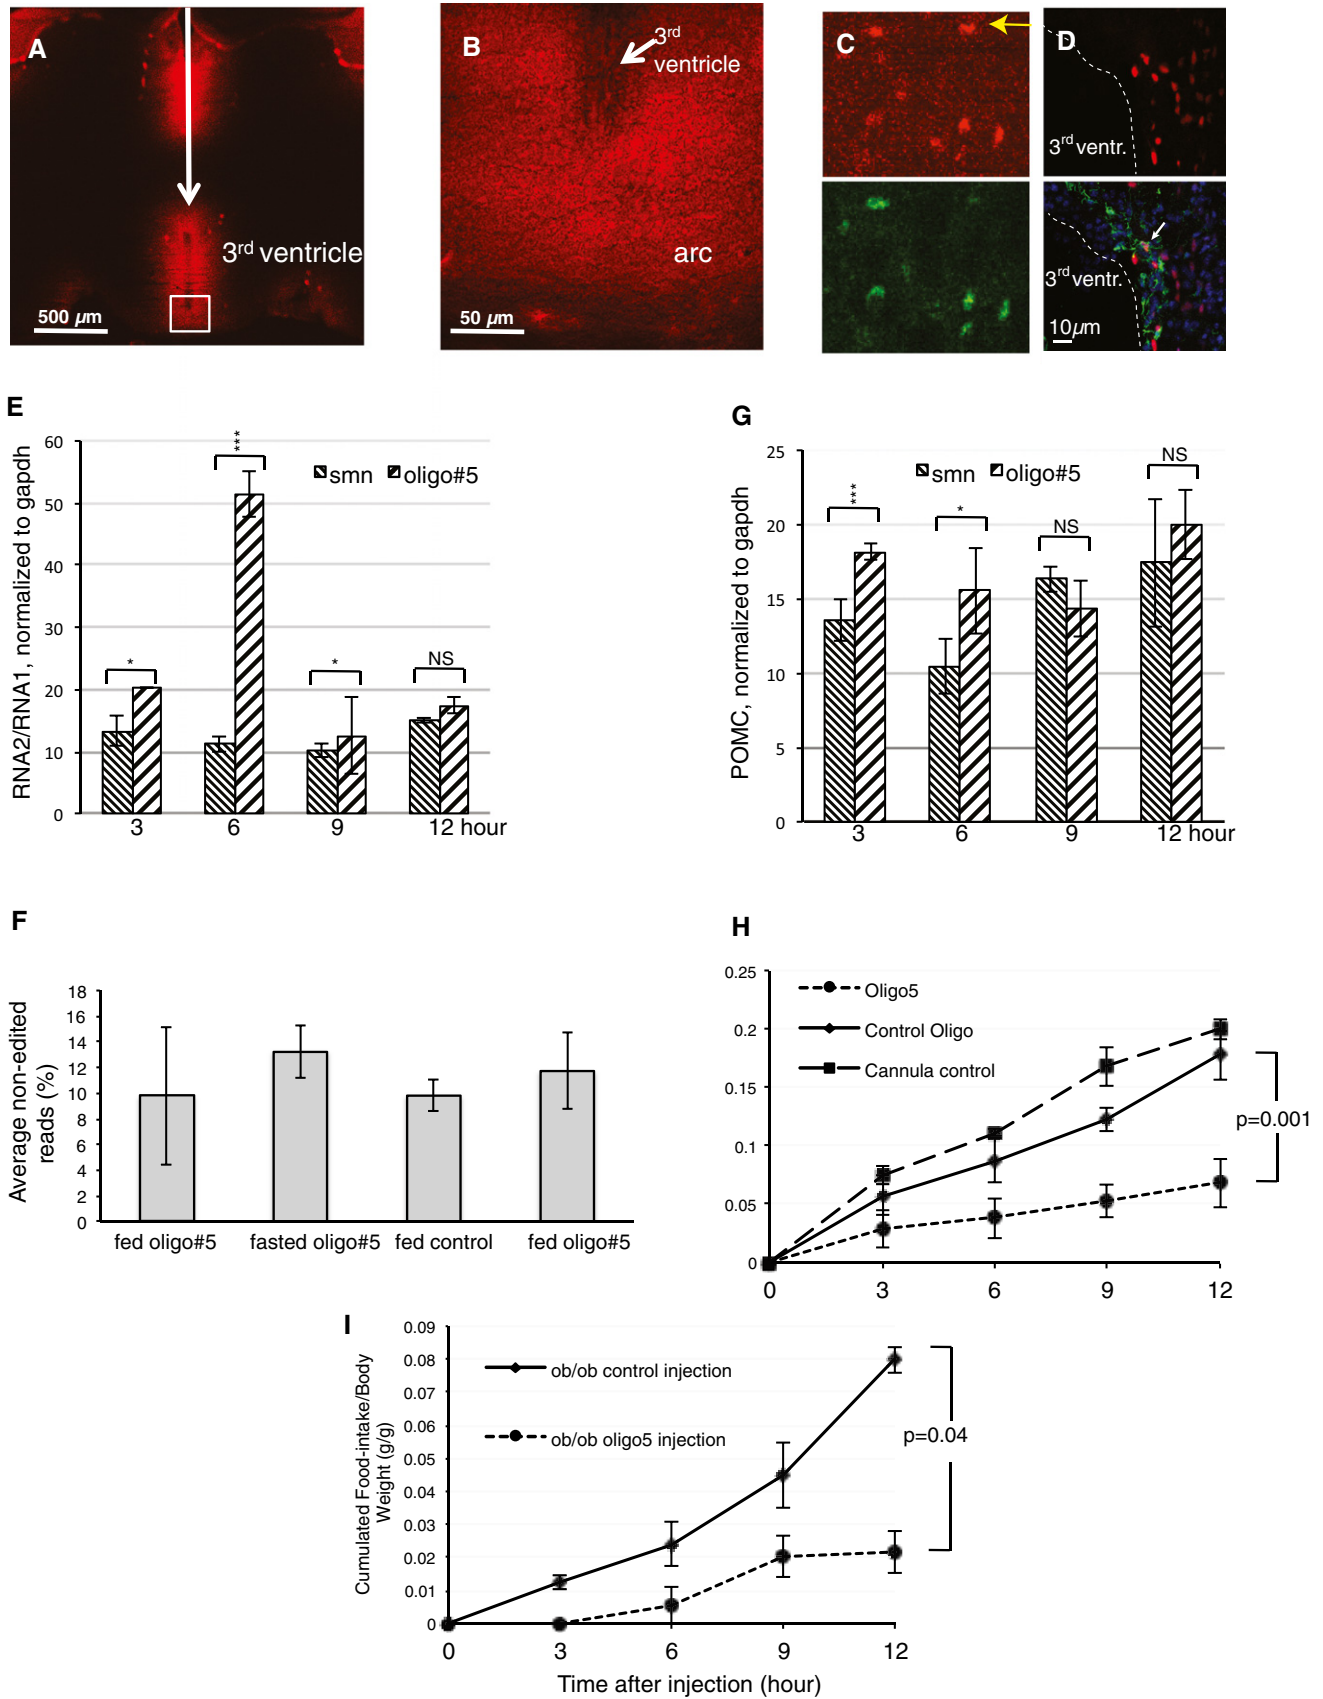 A
3rd ventricle
500 µm
B
3rd
ventricle
arc
50 µm
C
D
3rd ventr.
3rd ventr.
10µm
E
RNA2/RNA1, normalized to gapdh
60
50
40
30
20
10
0
smn
oligo#5
*
***
*
NS
3
6
9
12 hour
G
POMC, normalized to gapdh
25
20
15
10
5
0
smn
oligo#5
***
*
NS
NS
3
6
9
12 hour
F
Average non-edited
reads (%)
18
16
14
12
10
8
6
4
2
0
fed oligo#5
fasted oligo#5
fed control
fed oligo#5
H
0.25
0.2
0.15
0.1
0.05
0
Oligo5
Control Oligo
Cannula control
p=0.001
0
3
6
9
12
I
Cumulated Food-intake/Body
Weight (g/g)
0.09
0.08
0.07
0.06
0.05
0.04
0.03
0.02
0.01
0
ob/ob control injection
ob/ob oligo5 injection
p=0.04
0
3
6
9
12
Time after injection (hour)